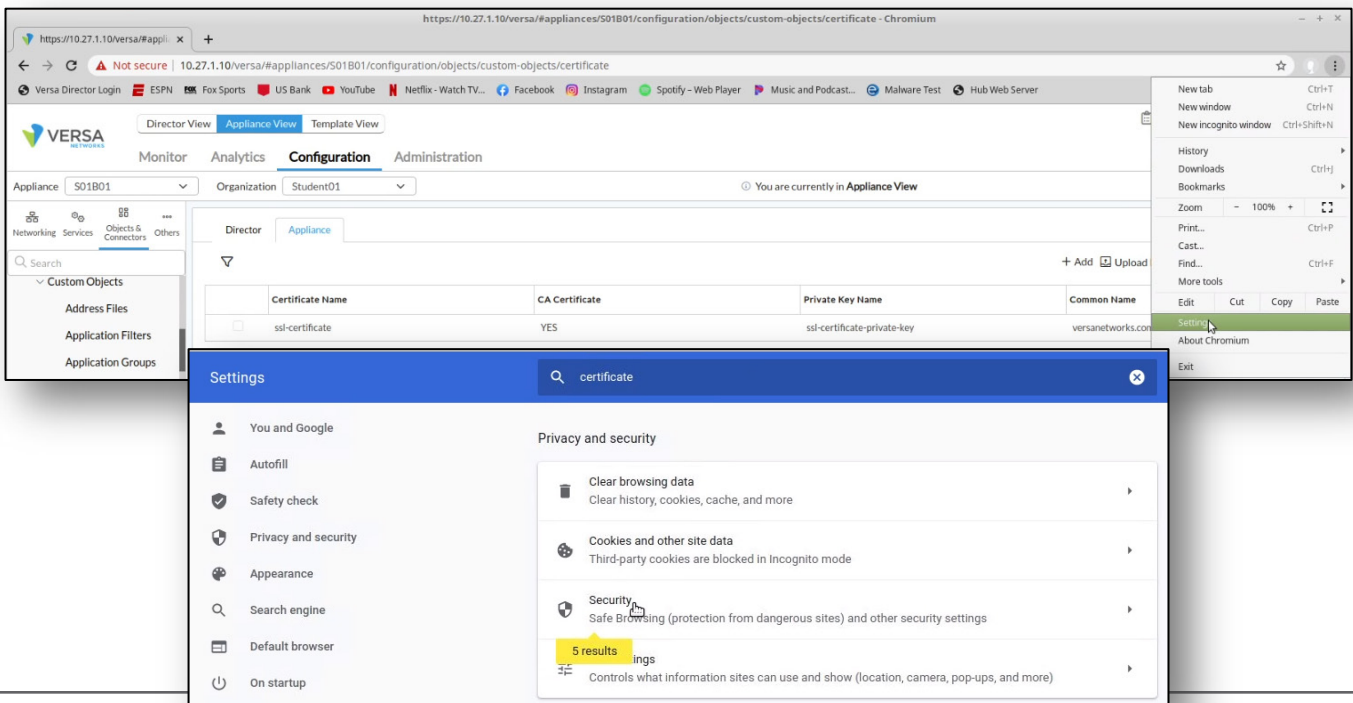 https://10.27.1.10/versa/#appliances/S01B01/configuration/objects/custom-objects/certificate - Chromium
https://10.27.1.10/versa/#appli
Not secure | 10.27.1.10/versa/#appliances/S01B01/configuration/objects/custom-objects/certificate
Versa Director Login ESPN Fox Sports US Bank YouTube Netflix - Watch TV... Facebook Instagram Spotify - Web Player Music and Podcast... Malware Test Hub Web Server
VERSA NETWORKS
Director View Appliance View Template View
Monitor Analytics Configuration Administration
Appliance S01B01 Organization Student01 You are currently in Appliance View
Networking Services Objects & Connectors Others
Director Appliance
Search
+ Add Upload
Custom Objects
Address Files
Application Filters
Application Groups
Certificate Name CA Certificate Private Key Name Common Name
ssl-certificate YES ssl-certificate-private-key versanetworks.com
New tab Ctrl+T
New window Ctrl+N
New incognito window Ctrl+Shift+N
History
Downloads Ctrl+J
Bookmarks
Zoom - 100% +
Print... Ctrl+P
Cast...
Find... Ctrl+F
More tools
Edit Cut Copy Paste
About Chromium
Exit
Settings
certificate
You and Google
Autofill
Safety check
Privacy and security
Appearance
Search engine
Default browser
On startup
Privacy and security
Clear browsing data
Clear history, cookies, cache, and more
Cookies and other site data
Third-party cookies are blocked in Incognito mode
Security
Safe Browsing (protection from dangerous sites) and other security settings
5 results
Controls what information sites can use and show (location, camera, pop-ups, and more)